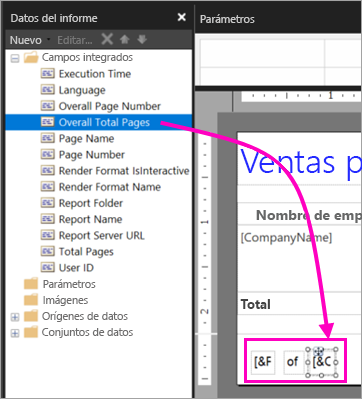 Datos del informe
Nuevo
Editar...
Campos integrados
Execution Time
Language
Overall Page Number
Overall Total Pages
Page Name
Page Number
Render Format IsInteractive
Render Format Name
Report Folder
Report Name
Report Server URL
Total Pages
User ID
Parámetros
Imágenes
Orígenes de datos
Conjuntos de datos
Parámetros
1
Ventas p
Nombre de emp
[CompanyName]
1
Total
2
[&F of [&C